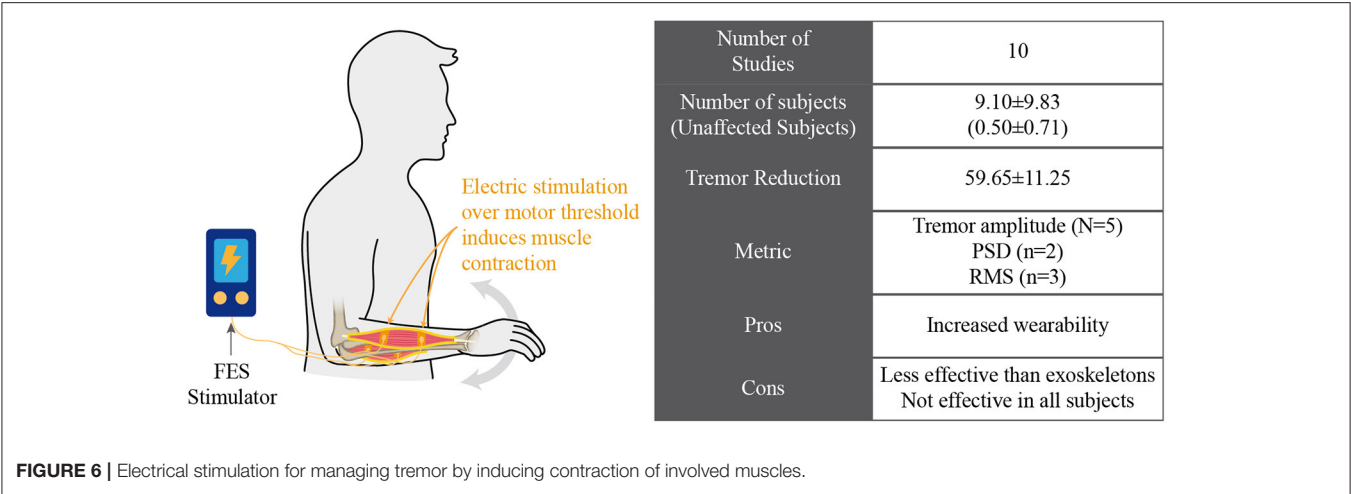 Electric stimulation
over motor threshold
induces muscle
contraction
FES
Stimulator
Number of
Studies
10
Number of subjects
(Unaffected Subjects)
9.10±9.83
(0.50±0.71)
Tremor Reduction
59.65±11.25
Metric
Tremor amplitude (N=5)
PSD (n=2)
RMS (n=3)
Pros
Increased wearability
Cons
Less effective than exoskeletons
Not effective in all subjects
FIGURE 6 | Electrical stimulation for managing tremor by inducing contraction of involved muscles.